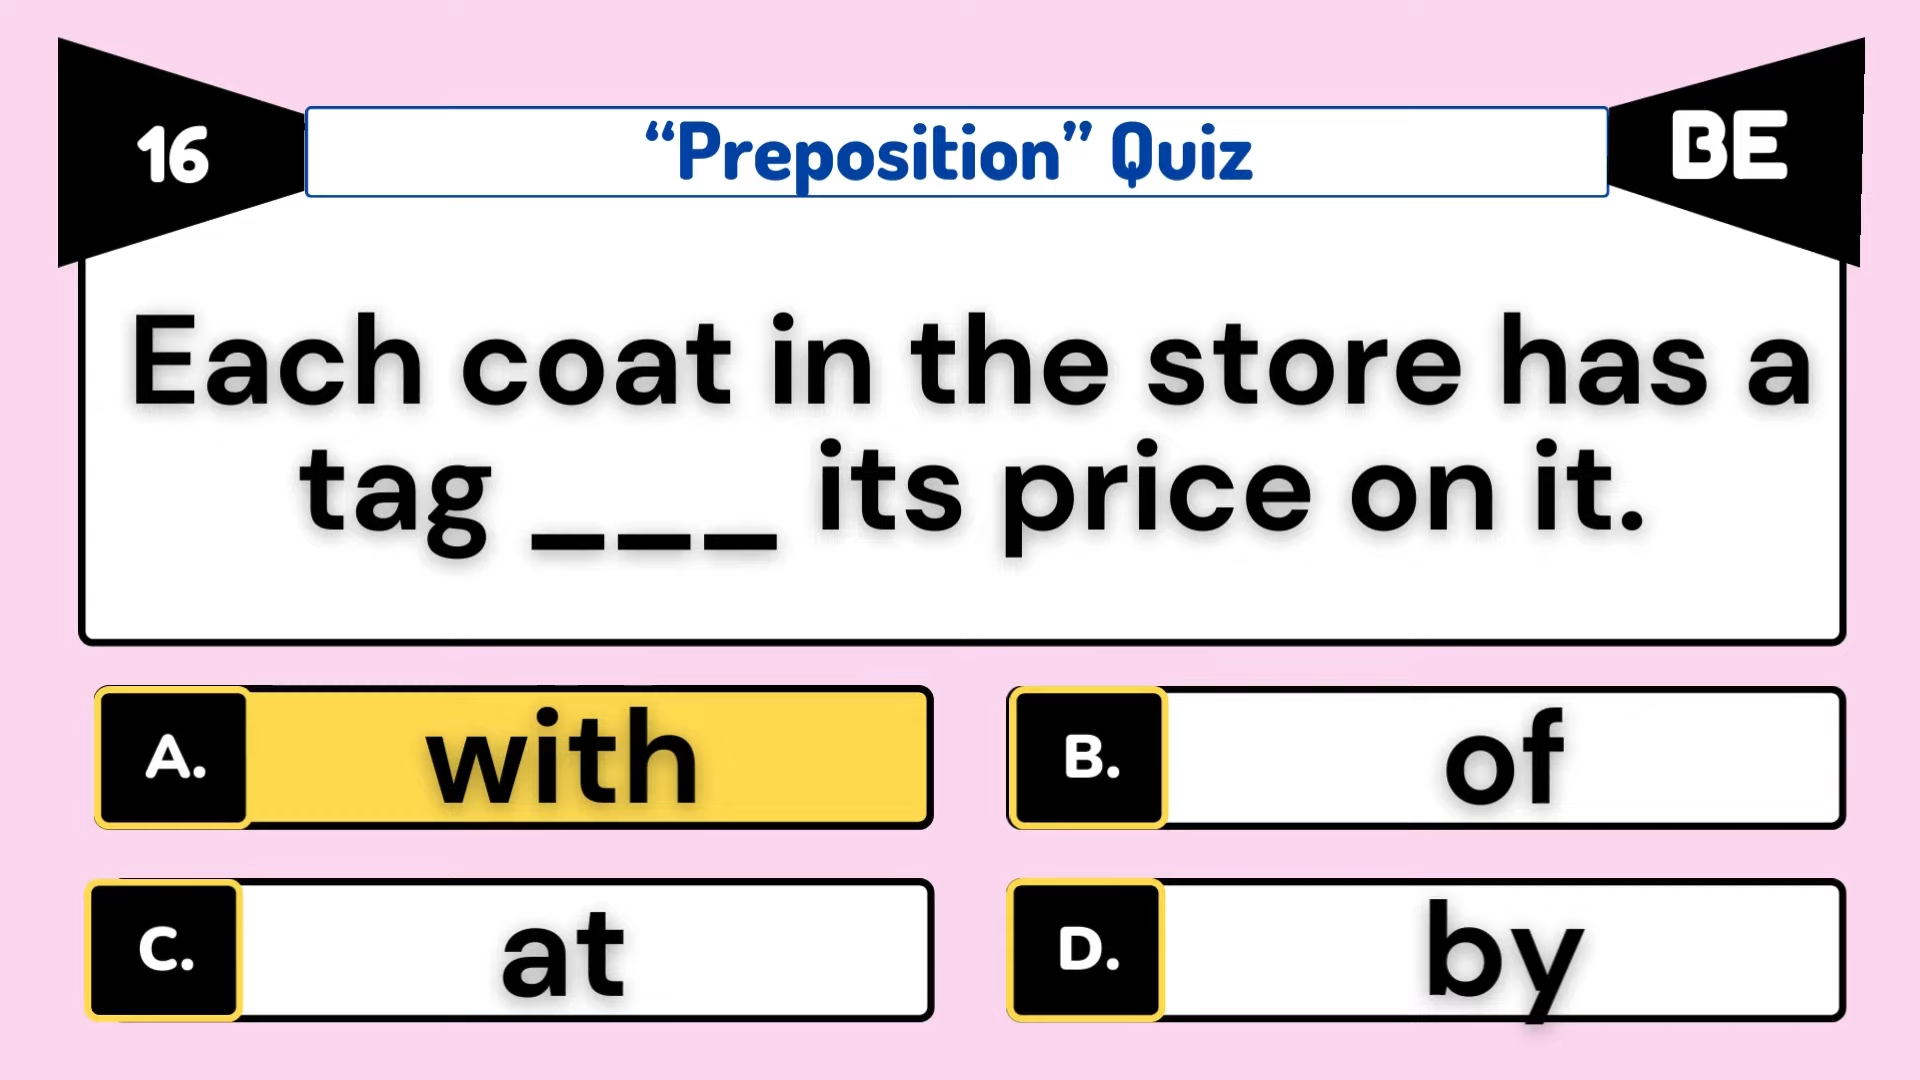 16
“Preposition” Quiz
BE
Each coat in the store has a
tag ___ its price on it.
A. with
B. of
C. at
D. by